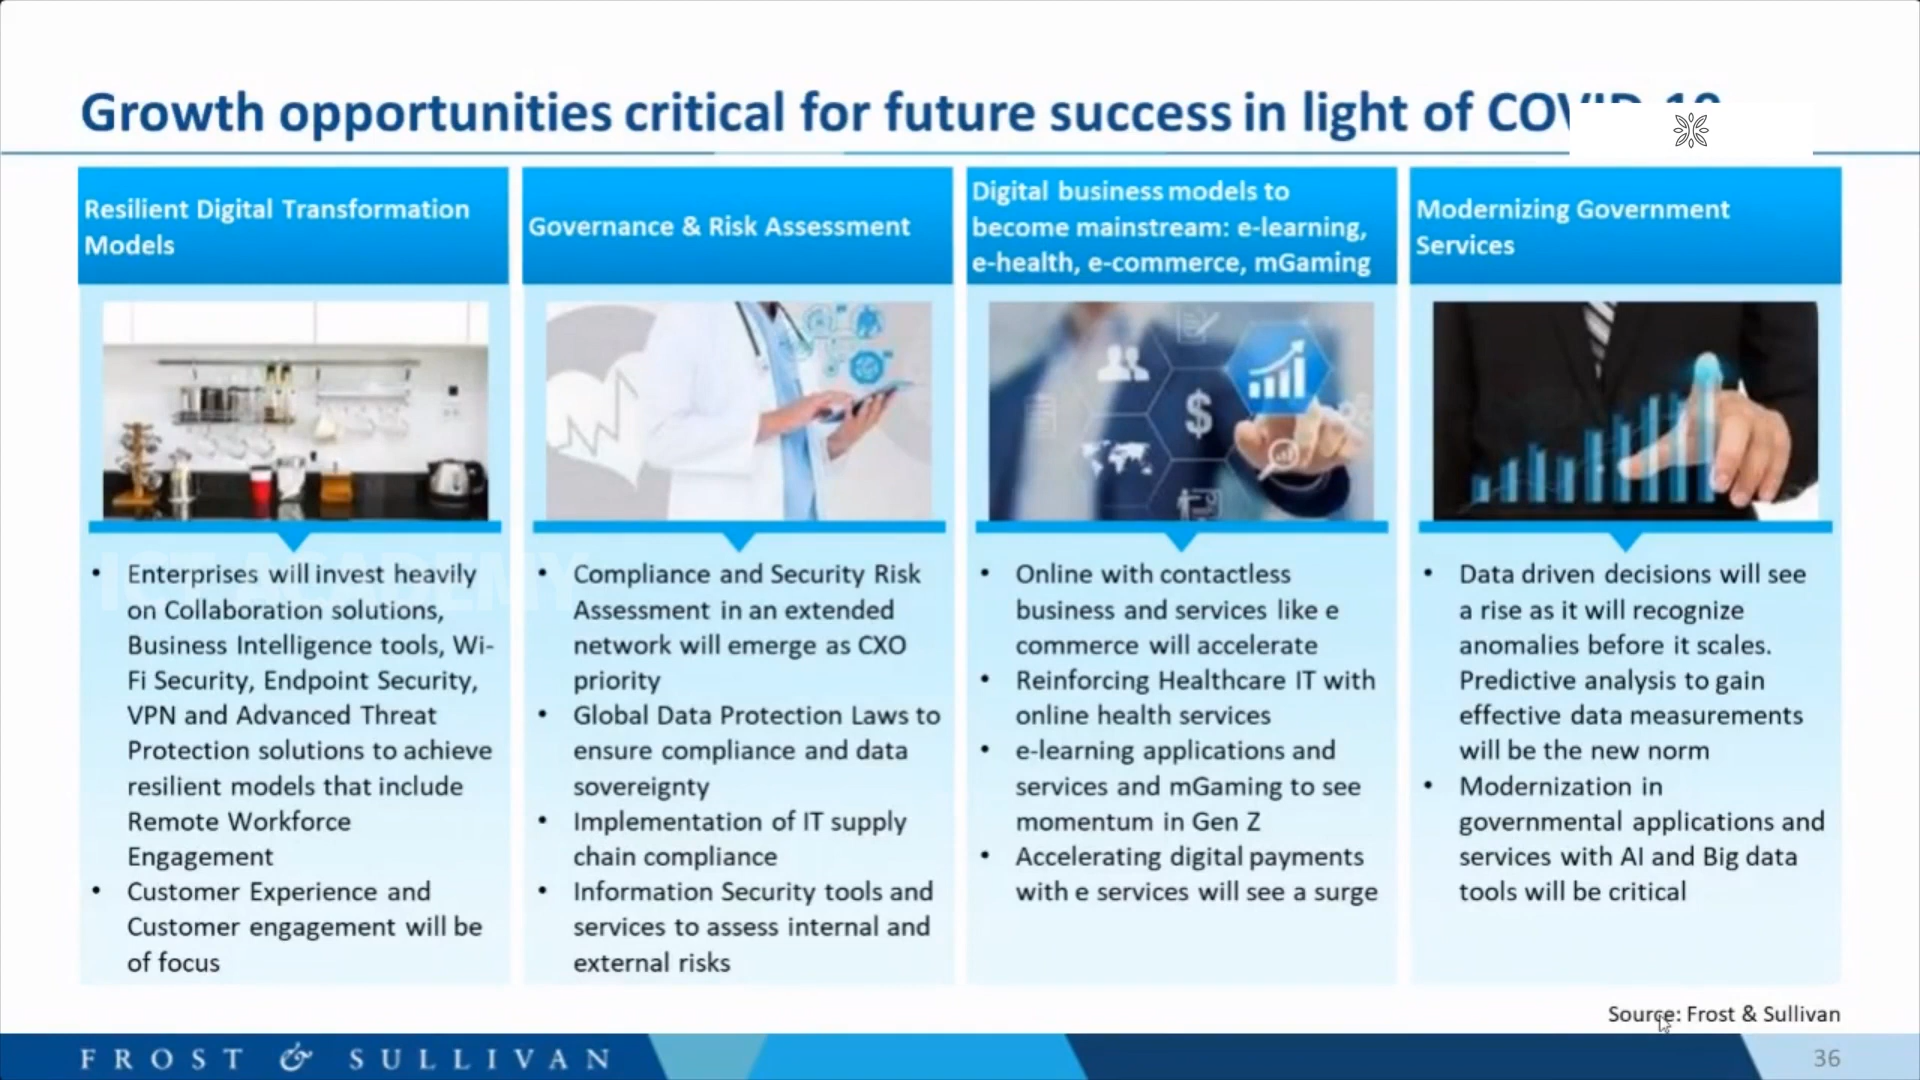 Growth opportunities critical for future success in light of COVID-19
Resilient Digital Transformation
Models
Governance & Risk Assessment
Digital business models to
become mainstream: e-learning,
e-health, e-commerce, mGaming
Modernizing Government
Services
• Enterprises will invest heavily
on Collaboration solutions,
Business Intelligence tools, Wi-
Fi Security, Endpoint Security,
VPN and Advanced Threat
Protection solutions to achieve
resilient models that include
Remote Workforce
Engagement
• Customer Experience and
Customer engagement will be
of focus
• Compliance and Security Risk
Assessment in an extended
network will emerge as CXO
priority
• Global Data Protection Laws to
ensure compliance and data
sovereignty
• Implementation of IT supply
chain compliance
• Information Security tools and
services to assess internal and
external risks
• Online with contactless
business and services like e
commerce will accelerate
• Reinforcing Healthcare IT with
online health services
• e-learning applications and
services and mGaming to see
momentum in Gen Z
• Accelerating digital payments
with e services will see a surge
• Data driven decisions will see
a rise as it will recognize
anomalies before it scales.
Predictive analysis to gain
effective data measurements
will be the new norm
• Modernization in
governmental applications and
services with AI and Big data
tools will be critical
ICT ACADEMY
Source: Frost & Sullivan
FROST & SULLIVAN
36